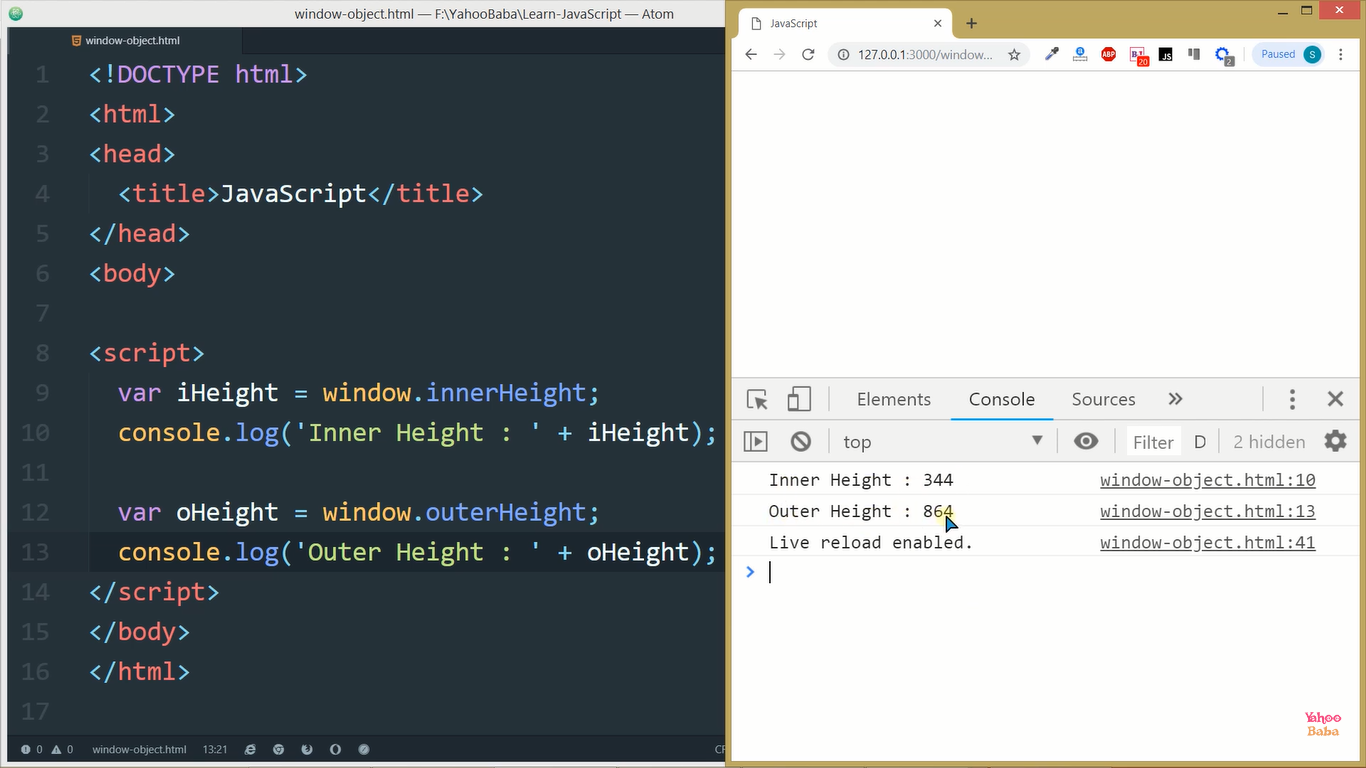 window-object.html — F:\YahooBaba\Learn-JavaScript — Atom
window-object.html
1 <!DOCTYPE html>
2 <html>
3 <head>
4 <title>JavaScript</title>
5 </head>
6 <body>
7
8 <script>
9 var iHeight = window.innerHeight;
10 console.log('Inner Height : ' + iHeight);
11
12 var oHeight = window.outerHeight;
13 console.log('Outer Height : ' + oHeight);
14 </script>
15 </body>
16 </html>
17
0 0 window-object.html 13:21 CR
JavaScript
127.0.0.1:3000/window...
ABP
20
JS
2
Paused S
Elements Console Sources
top Filter D 2 hidden
Inner Height : 344 window-object.html:10
Outer Height : 864 window-object.html:13
Live reload enabled. window-object.html:41
>
Yahoo
Baba